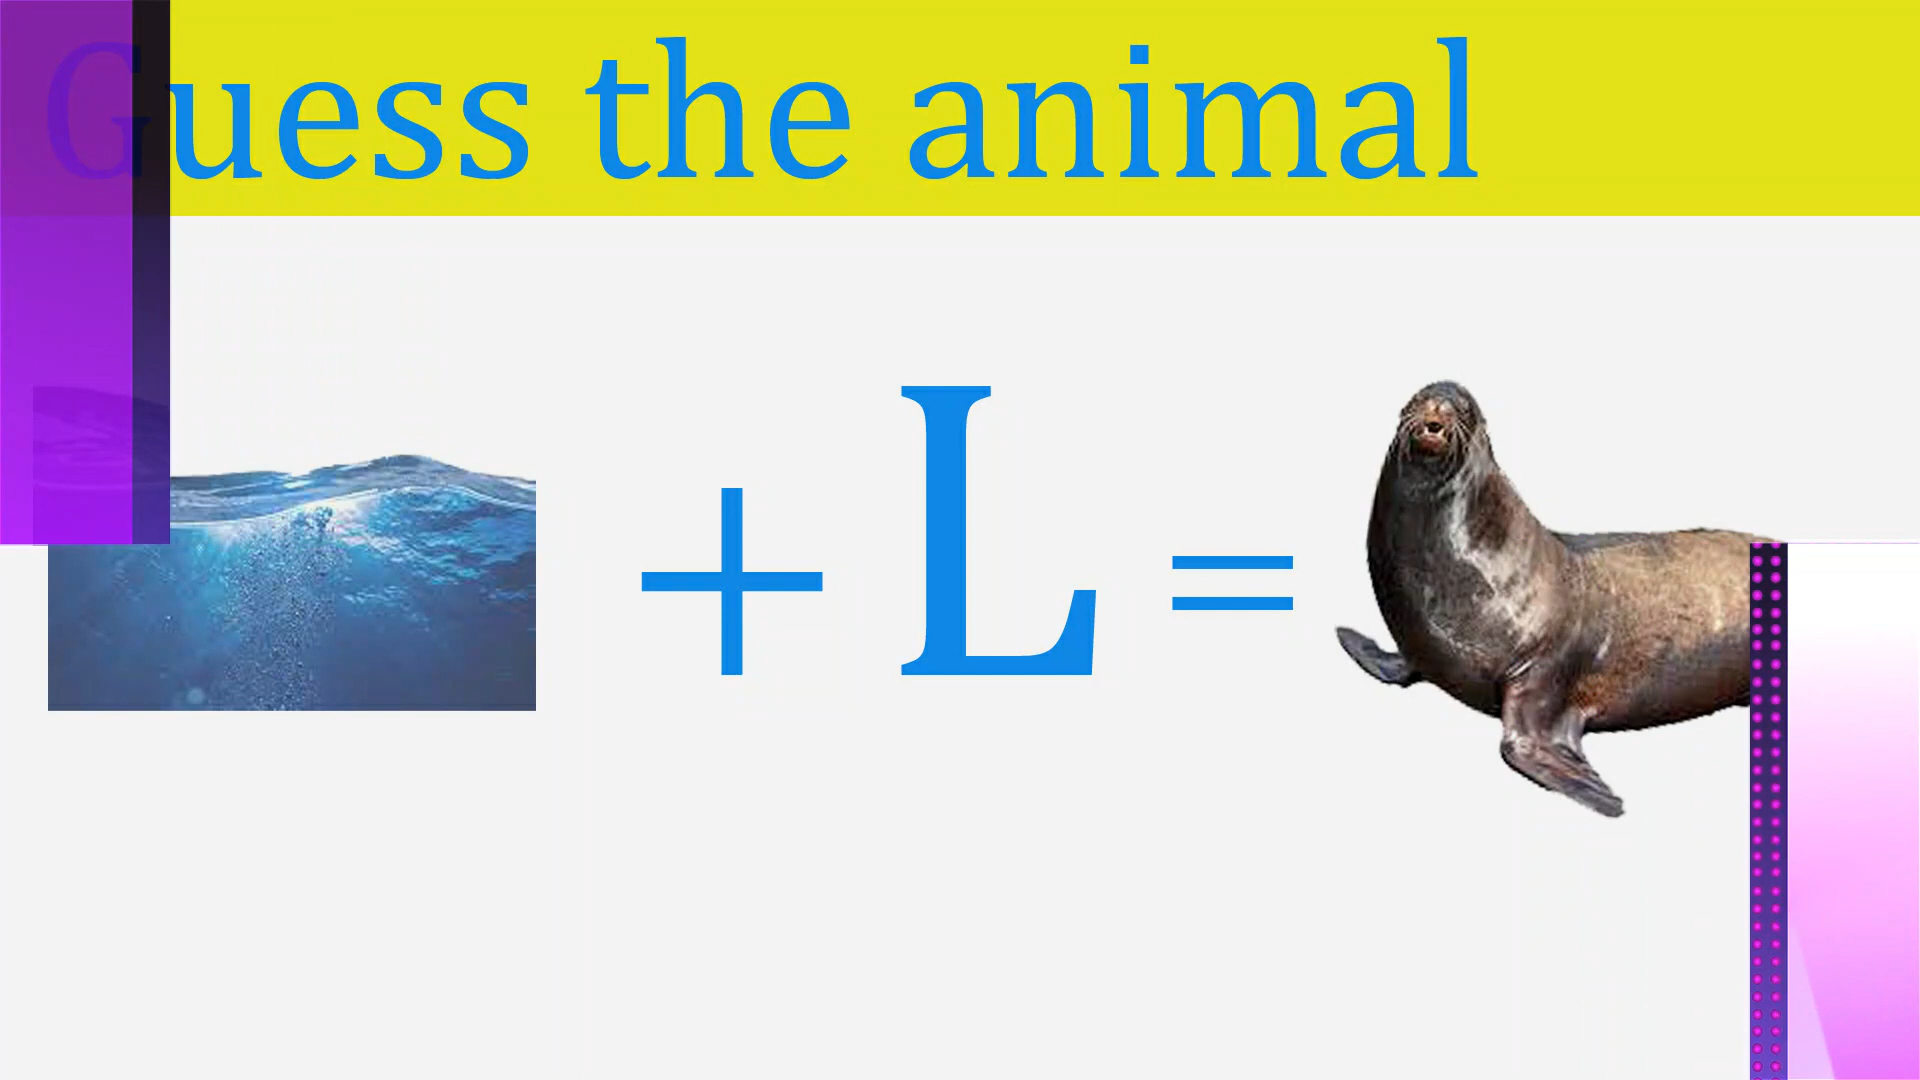 Guess the animal
+ L =